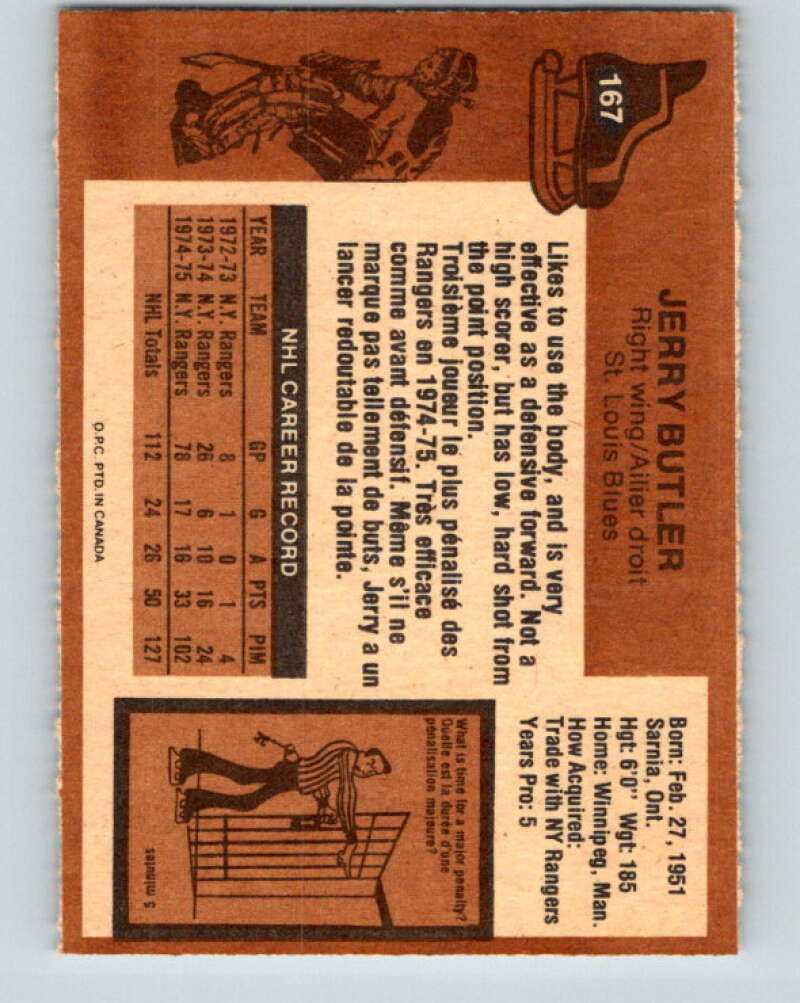 167
JERRY BUTLER
Right wing/Ailier droit
St. Louis Blues
Born: Feb. 27, 1951
Sarnia, Ont.
Hgt: 6'0" Wgt: 185
Home: Winnipeg, Man.
How Acquired:
Trade with NY Rangers
Years Pro: 5
Likes to use the body, and is very
effective as a defensive forward. Not a
high scorer, but has low, hard shot from
the point position.
Troisième joueur le plus pénalisé des
Rangers en 1974-75. Très efficace
comme avant défensif. Même s'il ne
marque pas tellement de buts, Jerry a un
lancer redoutable de la pointe.
NHL CAREER RECORD
YEAR TEAM GP G A PTS PIM
1972-73 N.Y. Rangers 8 1 0 1 4
1973-74 N.Y. Rangers 26 6 10 16 24
1974-75 N.Y. Rangers 78 17 16 33 102
NHL Totals 112 24 26 50 127
What is time for a major penalty?
Quelle est la durée d'une
pénalisation majeure?
5 minutes
O.P.C. PTD. IN CANADA